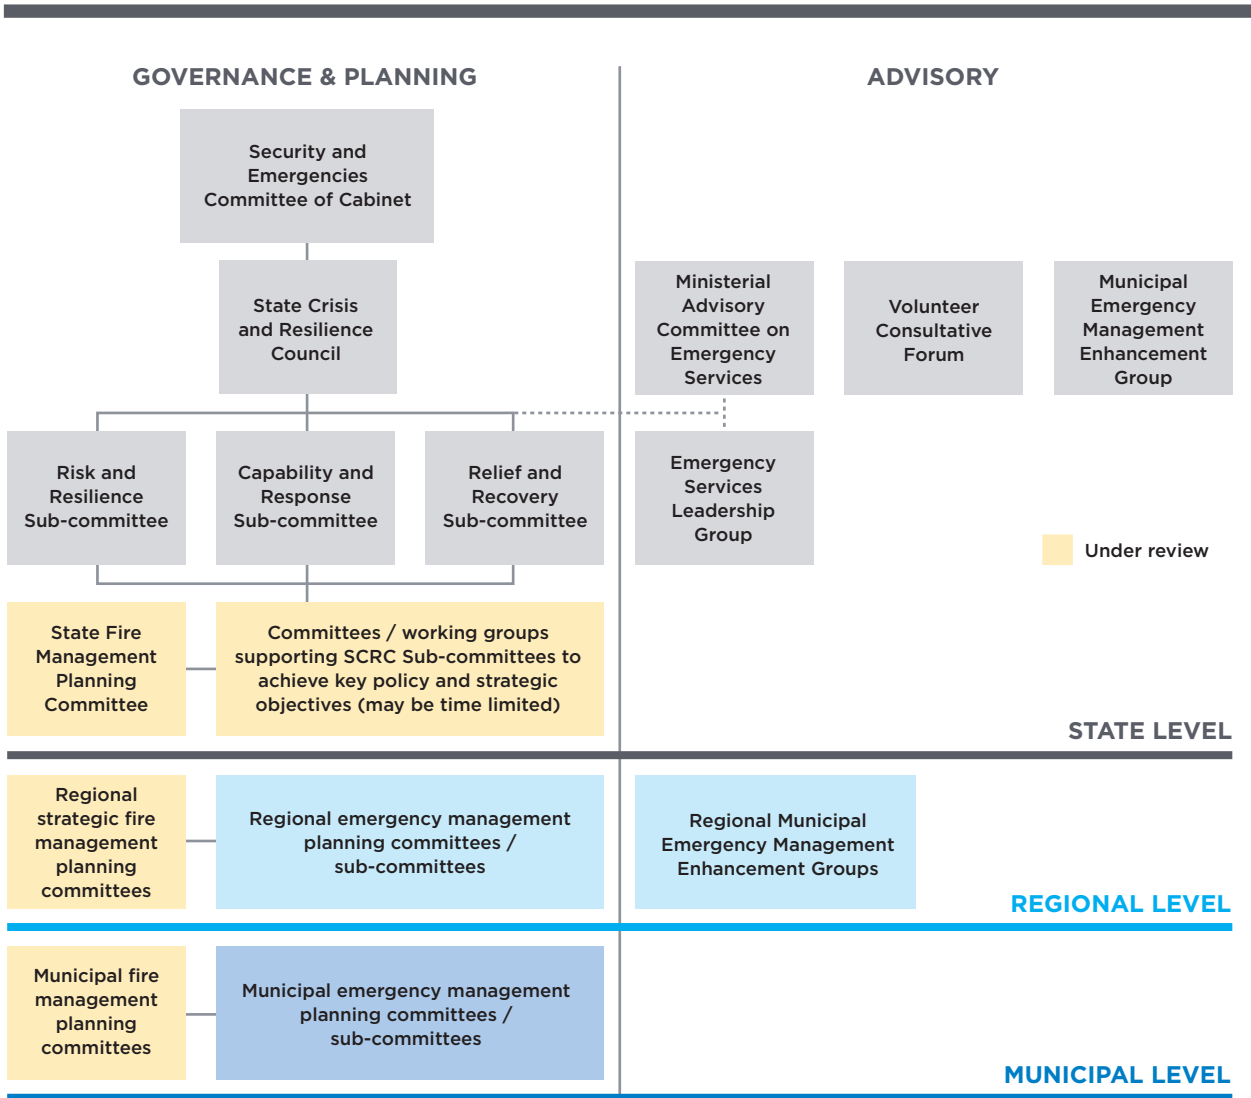 GOVERNANCE & PLANNING
ADVISORY
Security and
Emergencies
Committee of Cabinet
State Crisis
and Resilience
Council
Ministerial
Advisory
Committee on
Emergency
Services
Volunteer
Consultative
Forum
Municipal
Emergency
Management
Enhancement
Group
Risk and
Resilience
Sub-committee
Capability and
Response
Sub-committee
Relief and
Recovery
Sub-committee
Emergency
Services
Leadership
Group
Under review
State Fire
Management
Planning
Committee
Committees / working groups
supporting SCRC Sub-committees to
achieve key policy and strategic
objectives (may be time limited)
STATE LEVEL
Regional
strategic fire
management
planning
committees
Regional emergency management
planning committees /
sub-committees
Regional Municipal
Emergency Management
Enhancement Groups
REGIONAL LEVEL
Municipal fire
management
planning
committees
Municipal emergency management
planning committees /
sub-committees
MUNICIPAL LEVEL